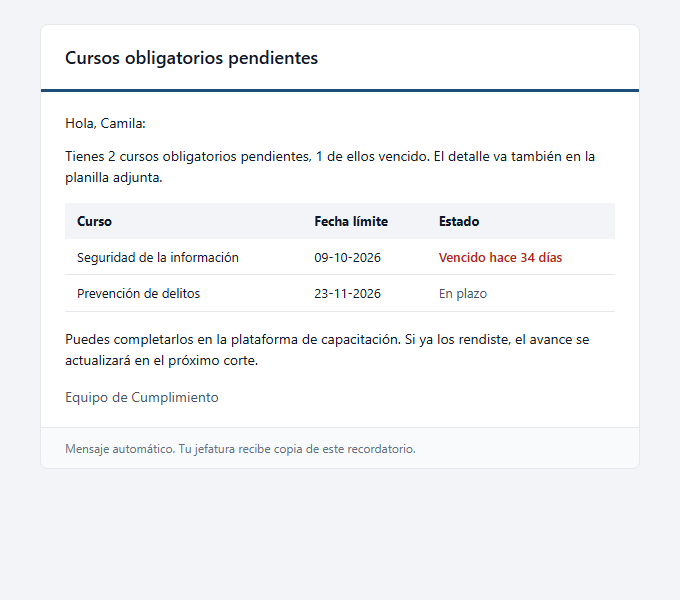 Cursos obligatorios pendientes
Hola, Camila:
Tienes 2 cursos obligatorios pendientes, 1 de ellos vencido. El detalle va también en la
planilla adjunta.
Curso Fecha límite Estado
Seguridad de la información 09-10-2026 Vencido hace 34 días
Prevención de delitos 23-11-2026 En plazo
Puedes completarlos en la plataforma de capacitación. Si ya los rendiste, el avance se
actualizará en el próximo corte.
Equipo de Cumplimiento
Mensaje automático. Tu jefatura recibe copia de este recordatorio.